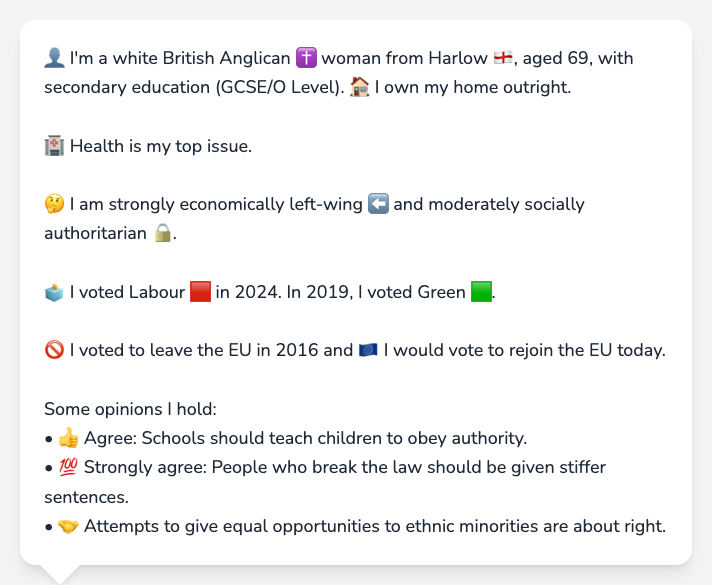 👤 I'm a white British Anglican ✝️ woman from Harlow 🏴󠁧󠁢󠁥󠁮󠁧󠁿, aged 69, with
secondary education (GCSE/O Level). 🏠 I own my home outright.
🏥 Health is my top issue.
🤔 I am strongly economically left-wing ⬅️ and moderately socially
authoritarian 🔒.
🗳️ I voted Labour 🟥 in 2024. In 2019, I voted Green 🟩.
🚫 I voted to leave the EU in 2016 and 🇪🇺 I would vote to rejoin the EU today.
Some opinions I hold:
• 👍 Agree: Schools should teach children to obey authority.
• 💯 Strongly agree: People who break the law should be given stiffer
sentences.
• 🤝 Attempts to give equal opportunities to ethnic minorities are about right.